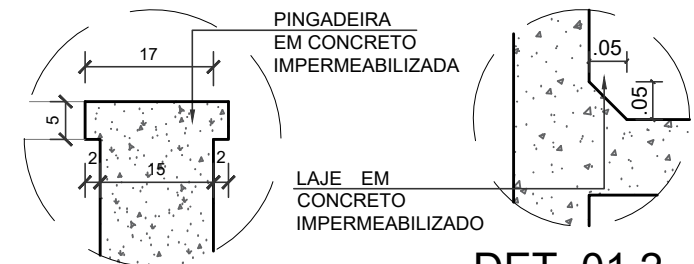 PINGADEIRA
EM CONCRETO
IMPERMEABILIZADA
17
5
2
15
2
.05
.05
LAJE EM
CONCRETO
IMPERMEABILIZADO
DET. 01.2